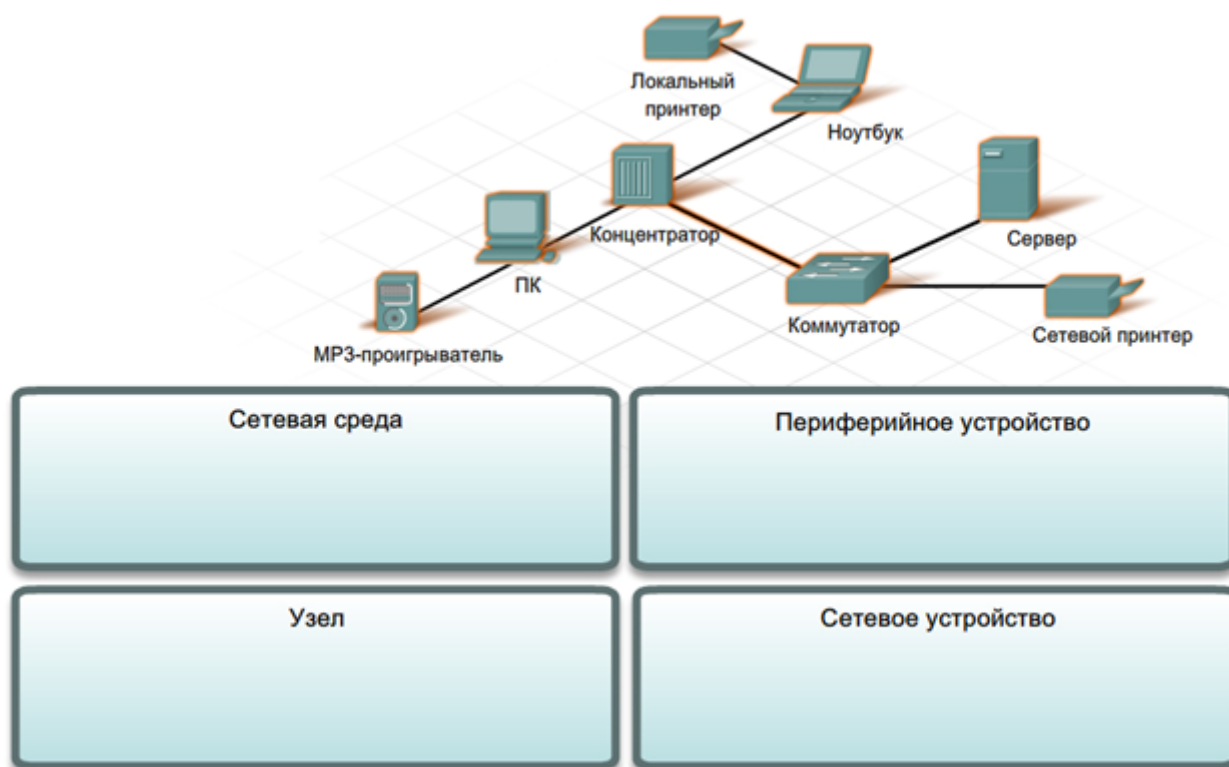 Локальный
принтер
Ноутбук
Концентратор
Сервер
ПК
Коммутатор
Сетевой принтер
MP3-проигрыватель
Сетевая среда
Периферийное устройство
Узел
Сетевое устройство